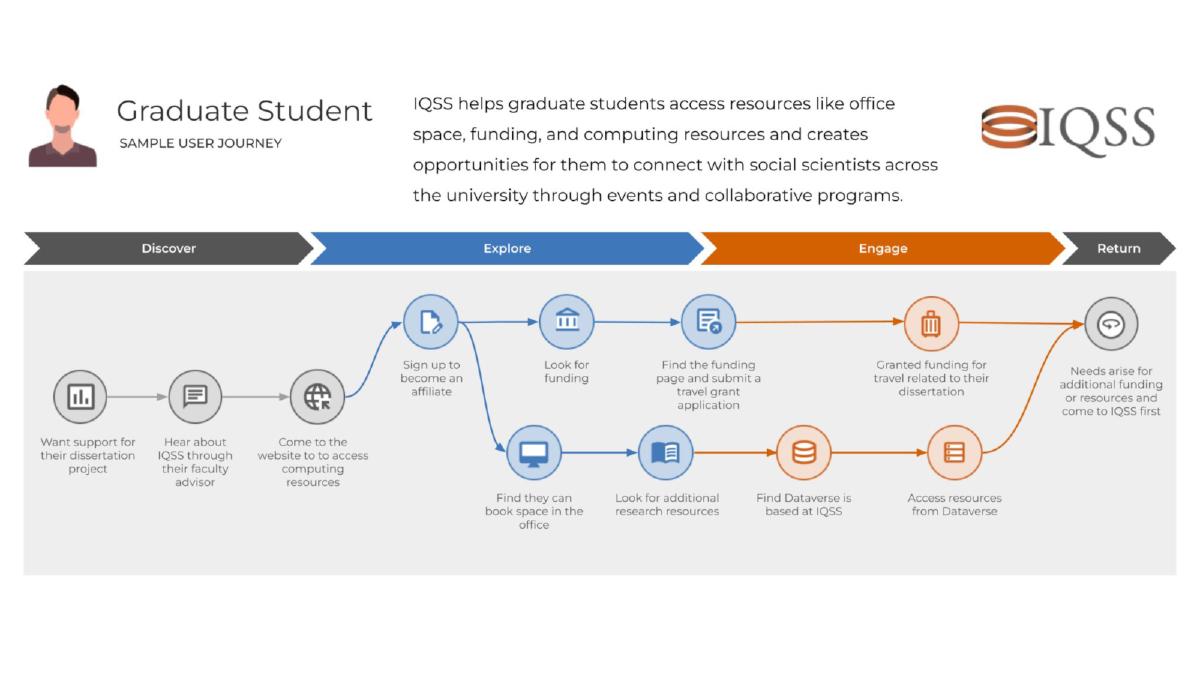 Graduate Student
SAMPLE USER JOURNEY
IQSS helps graduate students access resources like office
space, funding, and computing resources and creates
opportunities for them to connect with social scientists across
the university through events and collaborative programs.
IQSS
Discover
Explore
Engage
Return
Want support for
their dissertation
project
Hear about
IQSS through
their faculty
advisor
Come to the
website to to access
computing
resources
Sign up to
become an
affiliate
Look for
funding
Find the funding
page and submit a
travel grant
application
Granted funding for
travel related to their
dissertation
Needs arise for
additional funding
or resources and
come to IQSS first
Find they can
book space in the
office
Look for additional
research resources
Find Dataverse is
based at IQSS
Access resources
from Dataverse